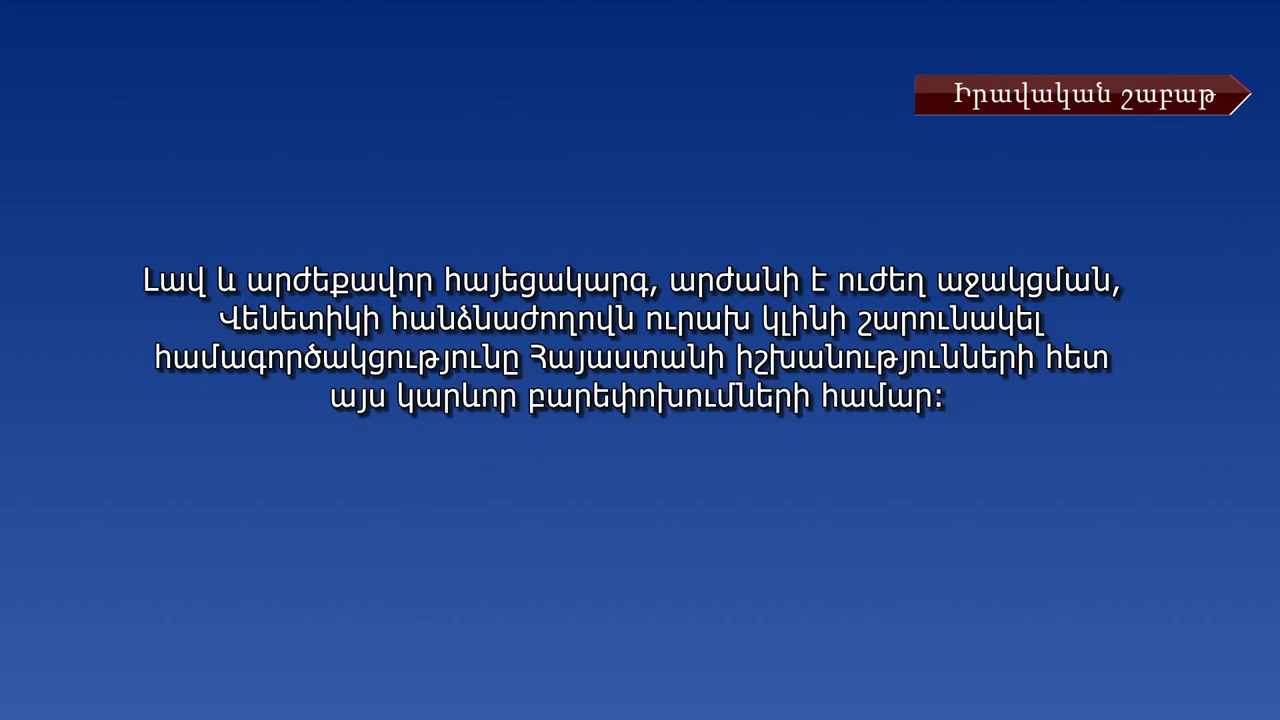 Իրավական շաբաթ
Լավ և արժեքավոր հայեցակարգ, արժանի է ուժեղ աջակցման,
Վենետիկի հանձնաժողովն ուրախ կլինի շարունակել
համագործակցությունը Հայաստանի իշխանությունների հետ
այս կարևոր բարեփոխումների համար: